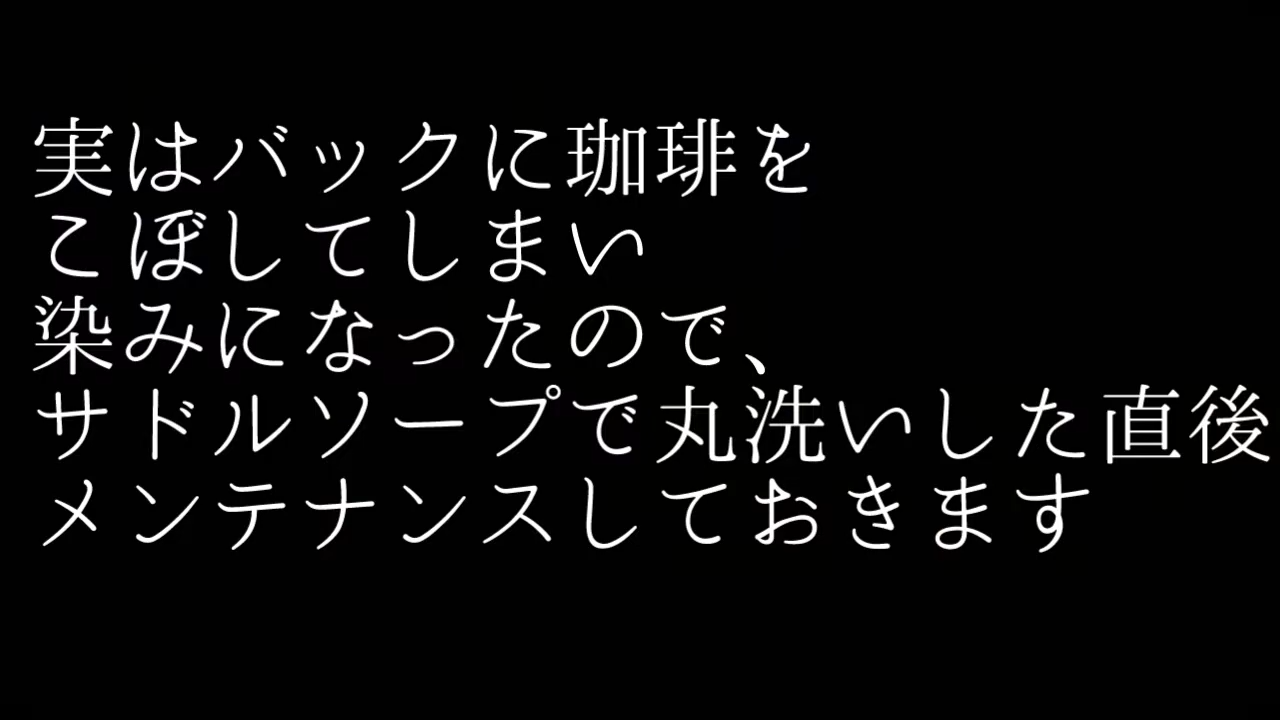 実はバックに珈琲を
こぼしてしまい
染みになったので、
サドルソープで丸洗いした直後
メンテナンスしておきます